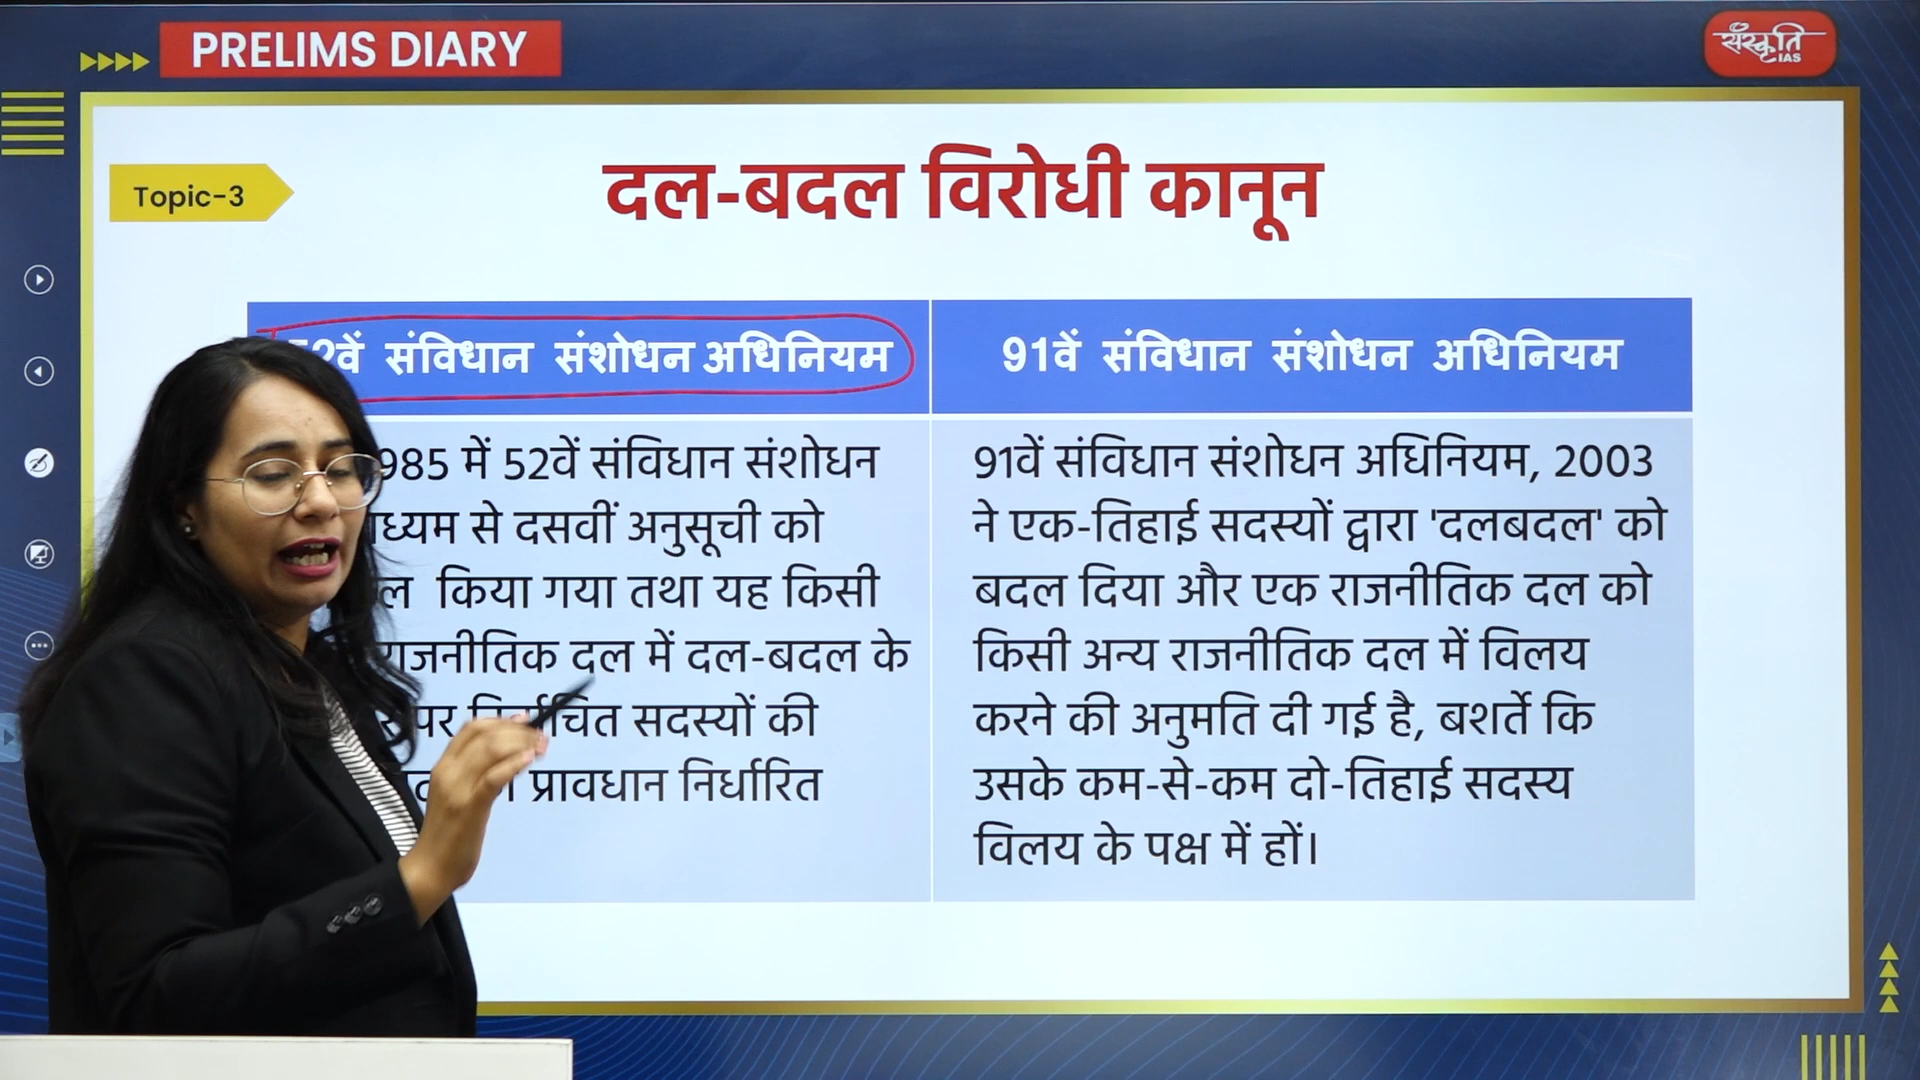 PRELIMS DIARY
संस्कृति
IAS
Topic-3
दल-बदल विरोधी कानून
संविधान संशोधन अधिनियम
91वें संविधान संशोधन अधिनियम
में 52वें संविधान संशोधन
से दसवीं अनुसूची को
किया गया तथा यह किसी
राजनीतिक दल में दल-बदल के
पर सदस्यों की
प्रावधान निर्धारित
91वें संविधान संशोधन अधिनियम, 2003
ने एक-तिहाई सदस्यों द्वारा 'दलबदल' को
बदल दिया और एक राजनीतिक दल को
किसी अन्य राजनीतिक दल में विलय
करने की अनुमति दी गई है, बशर्ते कि
उसके कम-से-कम दो-तिहाई सदस्य
विलय के पक्ष में हों।